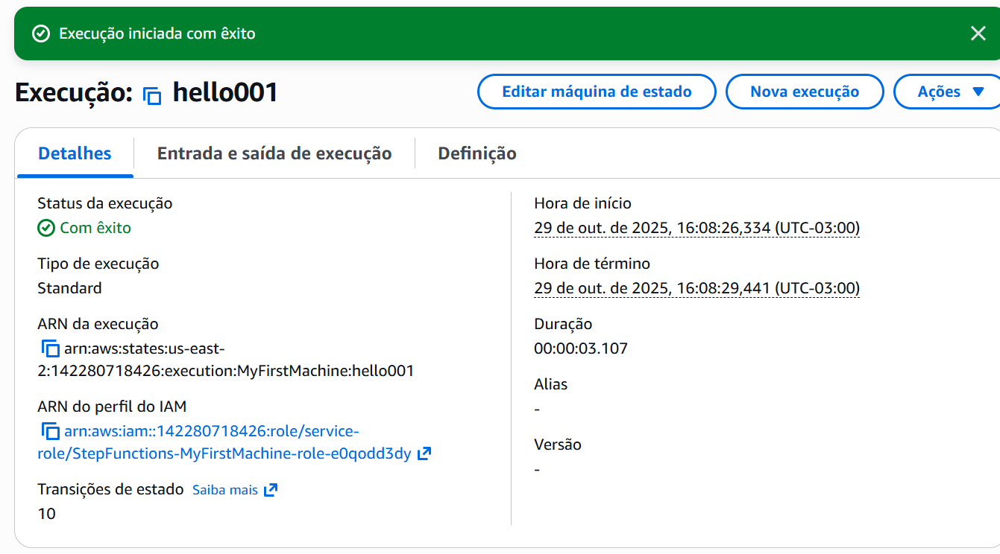 Execução iniciada com êxito
Execução: hello001
Editar máquina de estado
Nova execução
Ações
Detalhes
Entrada e saída de execução
Definição
Status da execução
Com êxito
Tipo de execução
Standard
ARN da execução
arn:aws:states:us-east-
2:142280718426:execution:MyFirstMachine:hello001
ARN do perfil do IAM
arn:aws:iam::142280718426:role/service-
role/StepFunctions-MyFirstMachine-role-e0qodd3dy
Transições de estado Saiba mais
10
Hora de início
29 de out. de 2025, 16:08:26,334 (UTC-03:00)
Hora de término
29 de out. de 2025, 16:08:29,441 (UTC-03:00)
Duração
00:00:03.107
Alias
-
Versão
-